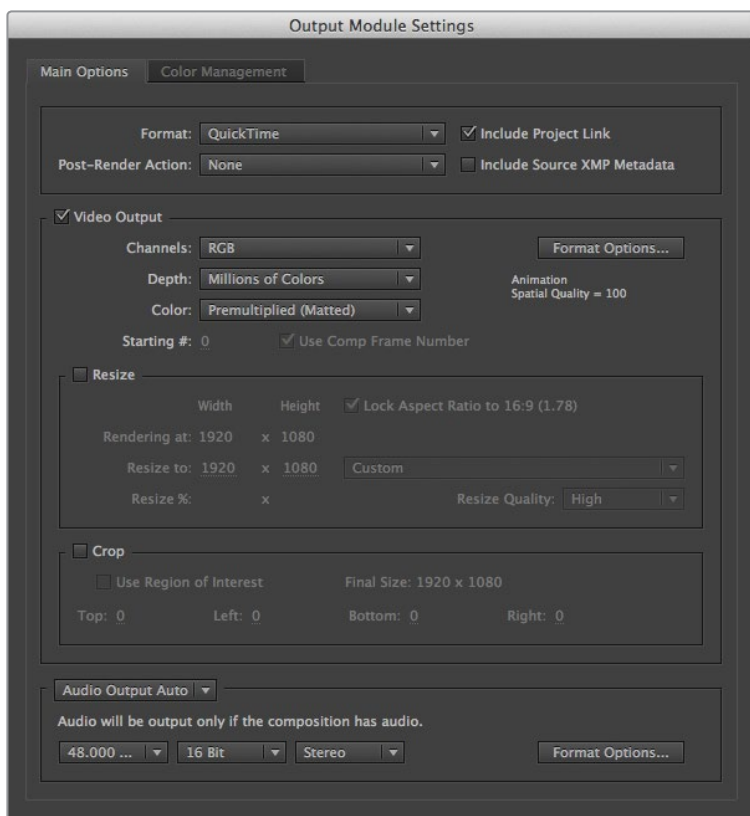 Output Module Settings
Main Options Color Management
Format: QuickTime Include Project Link
Post-Render Action: None Include Source XMP Metadata
Video Output
Channels: RGB Format Options...
Depth: Millions of Colors Animation
Spatial Quality = 100
Color: Premultiplied (Matted)
Starting #: 0 Use Comp Frame Number
Resize
Width Height Lock Aspect Ratio to 16:9 (1.78)
Rendering at: 1920 x 1080
Resize to: 1920 x 1080 Custom
Resize %: x Resize Quality: High
Crop
Use Region of Interest Final Size: 1920 x 1080
Top: 0 Left: 0 Bottom: 0 Right: 0
Audio Output Auto
Audio will be output only if the composition has audio.
48.000 ... 16 Bit Stereo Format Options...